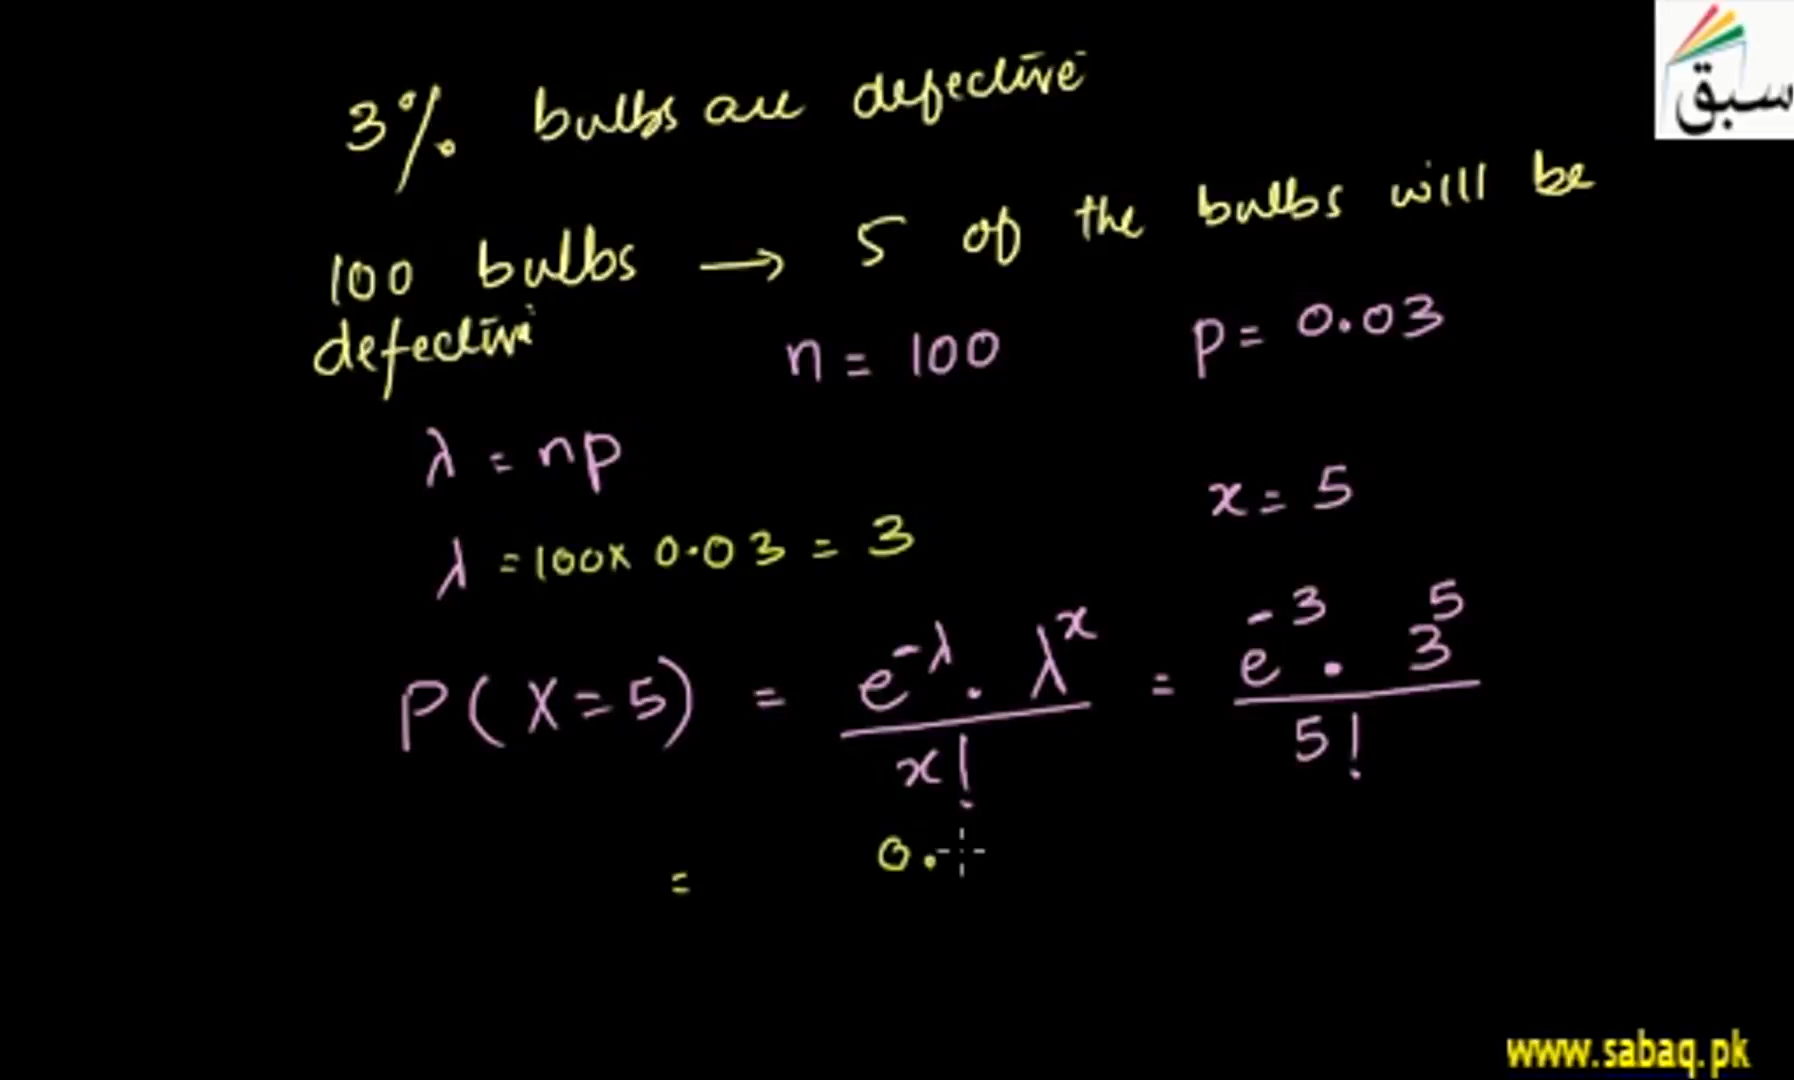 سبق
3% bulbs are defective
100 bulbs → 5 of the bulbs will be
defective n = 100 p = 0.03
λ = np
x = 5
λ = 100 x 0.03 = 3
P(X=5) = e^-λ . λ^x / x! = e^-3 . 3^5 / 5!
= 0.
www.sabaq.pk